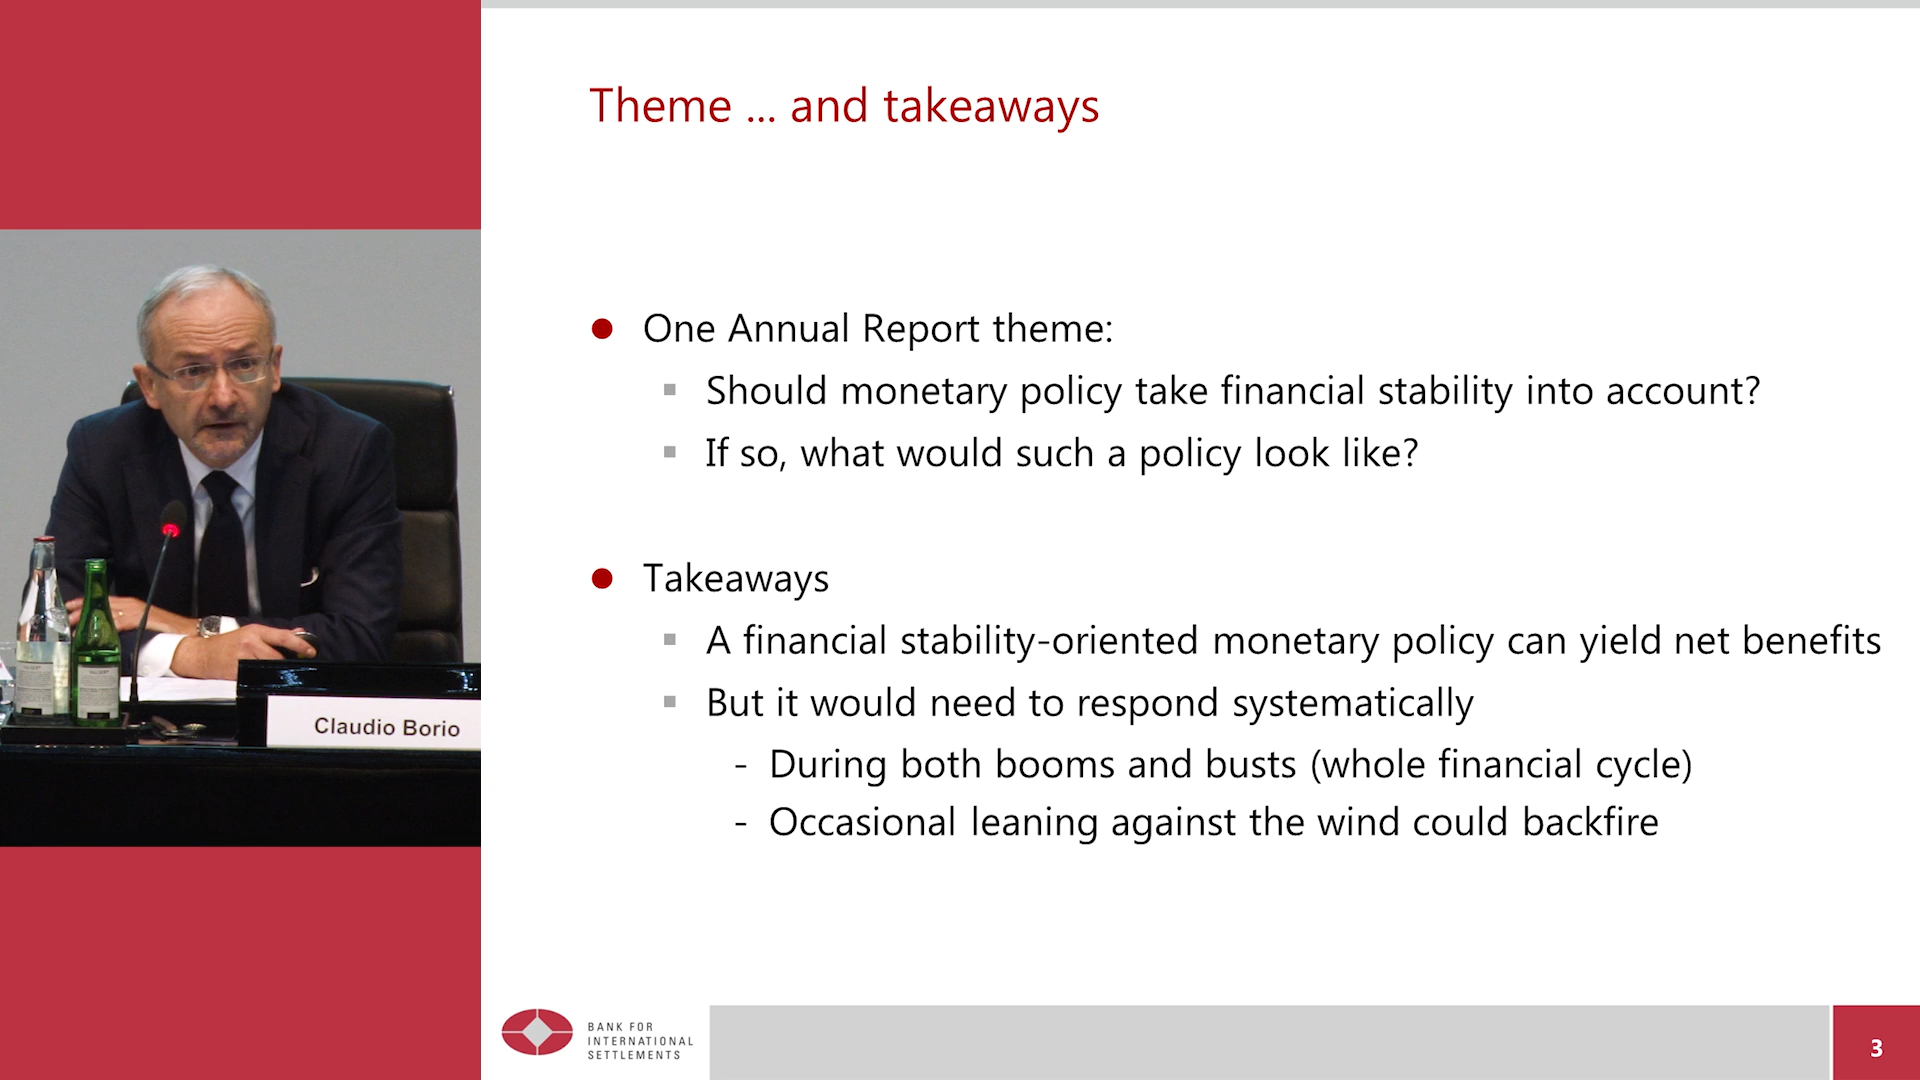 Theme ... and takeaways
One Annual Report theme:
Should monetary policy take financial stability into account?
If so, what would such a policy look like?
Takeaways
A financial stability-oriented monetary policy can yield net benefits
But it would need to respond systematically
- During both booms and busts (whole financial cycle)
- Occasional leaning against the wind could backfire
Claudio Borio
BANK FOR
INTERNATIONAL
SETTLEMENTS
3